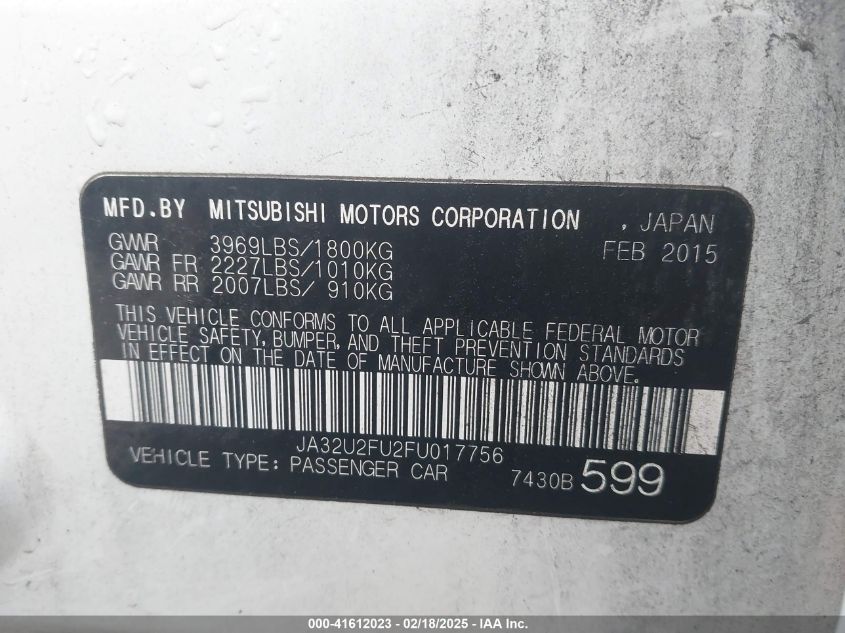 MFD.BY MITSUBISHI MOTORS CORPORATION , JAPAN
GVWR 3969LBS/1800KG FEB 2015
GAWR FR 2227LBS/1010KG
GAWR RR 2007LBS/ 910KG
THIS VEHICLE CONFORMS TO ALL APPLICABLE FEDERAL MOTOR
VEHICLE SAFETY, BUMPER, AND THEFT PREVENTION STANDARDS
IN EFFECT ON THE DATE OF MANUFACTURE SHOWN ABOVE.
JA32U2FU2FU017756
VEHICLE TYPE: PASSENGER CAR 7430B 599
000-41612023 - 02/18/2025 - IAA Inc.